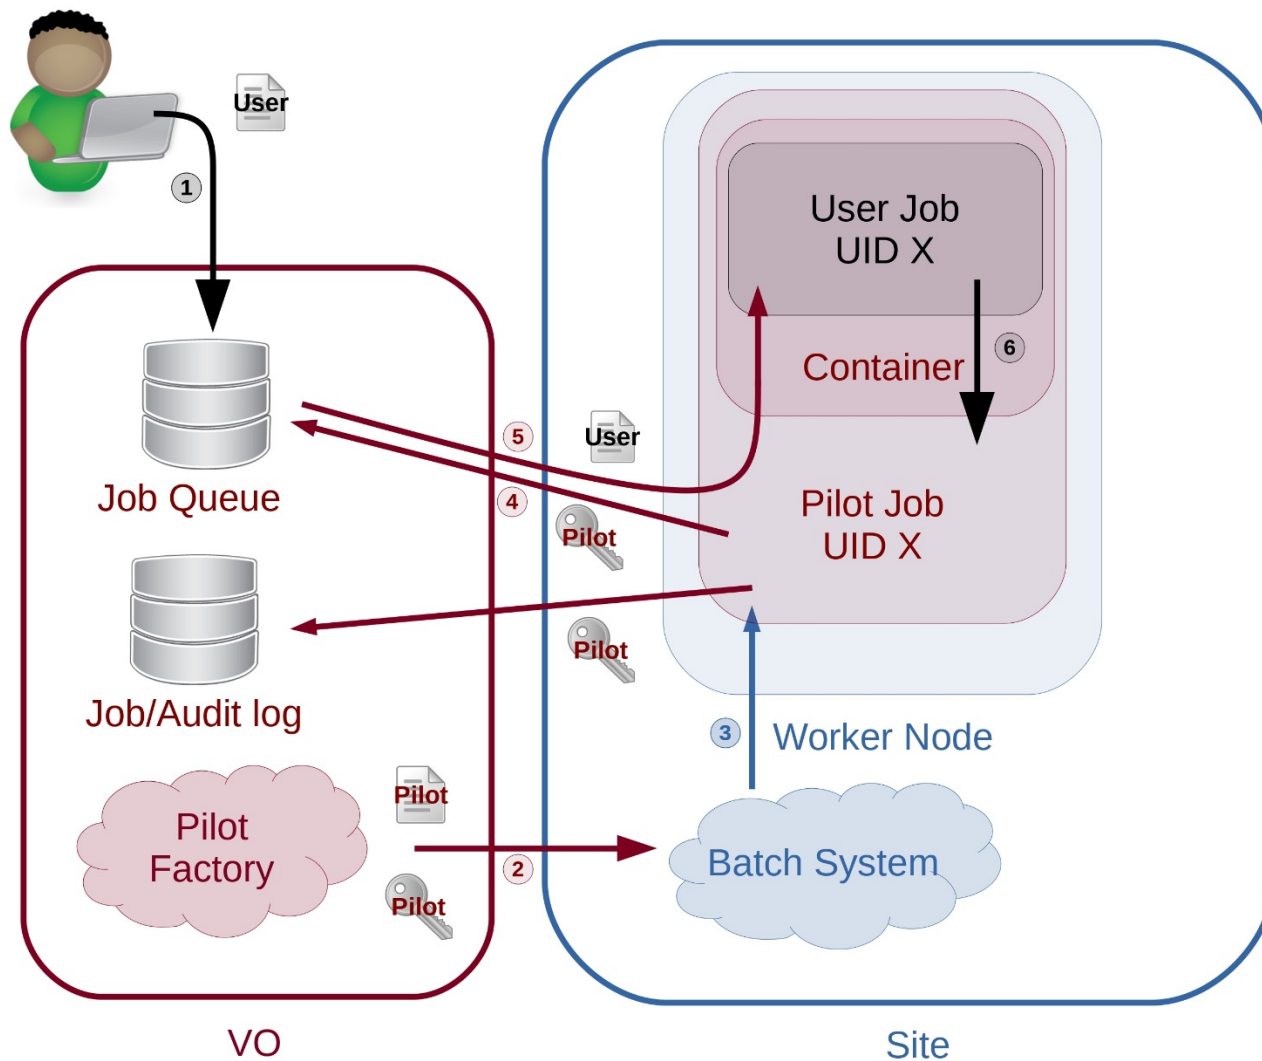 User
1
User Job
UID X
6
Container
5
User
4
Pilot
Job Queue
Pilot Job
UID X
Pilot
Job/Audit log
3
Worker Node
Pilot
Pilot
Factory
2
Batch System
Pilot
VO
Site